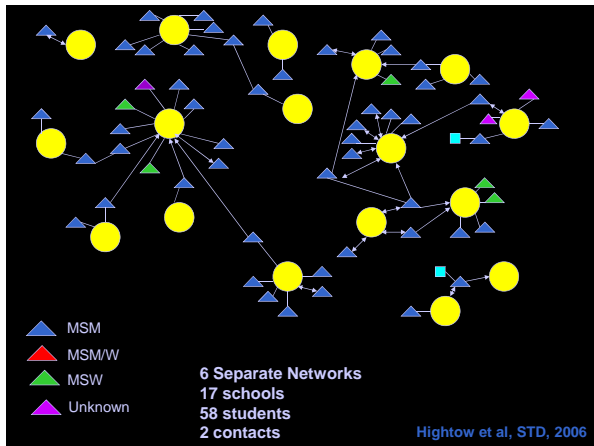 MSM
MSM/W
MSW
Unknown
6 Separate Networks
17 schools
58 students
2 contacts
Hightow et al, STD, 2006